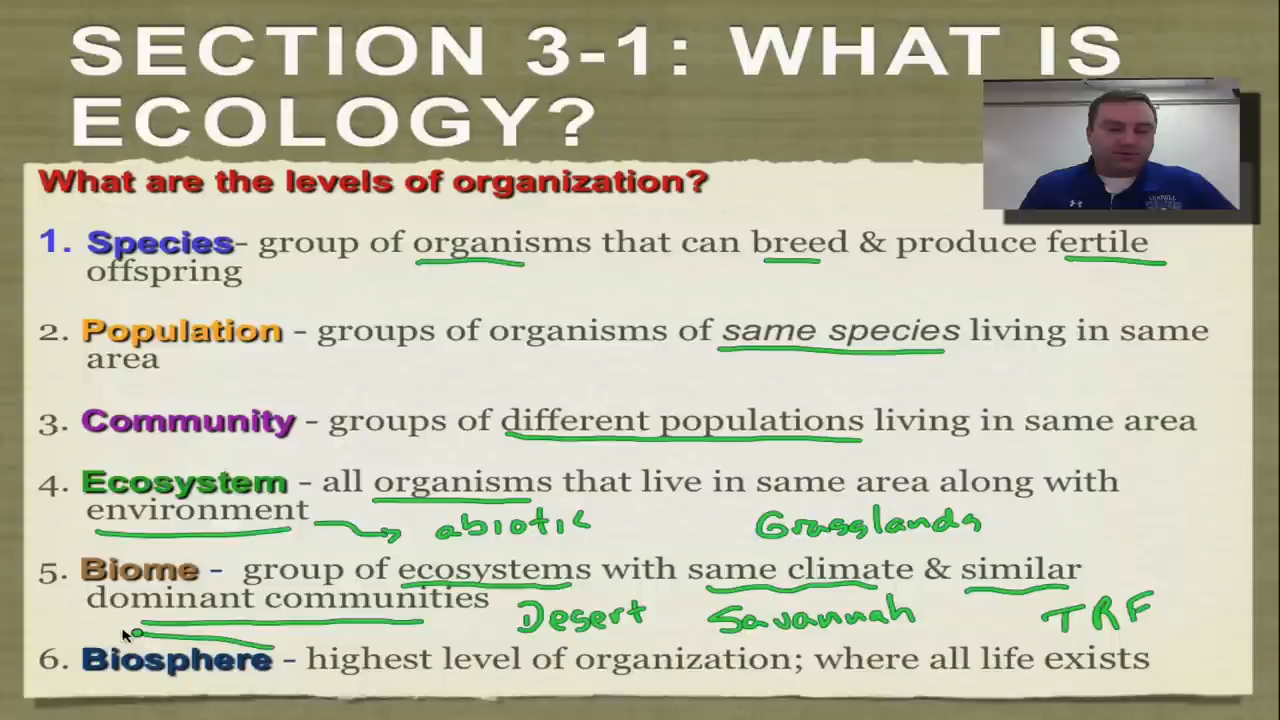 SECTION 3-1: WHAT IS
ECOLOGY?
What are the levels of organization?
1. Species- group of organisms that can breed & produce fertile
offspring
2. Population - groups of organisms of same species living in same
area
3. Community - groups of different populations living in same area
4. Ecosystem - all organisms that live in same area along with
environment abiotic Grasslands
5. Biome - group of ecosystems with same climate & similar
dominant communities Desert Savannah TRF
6. Biosphere - highest level of organization; where all life exists